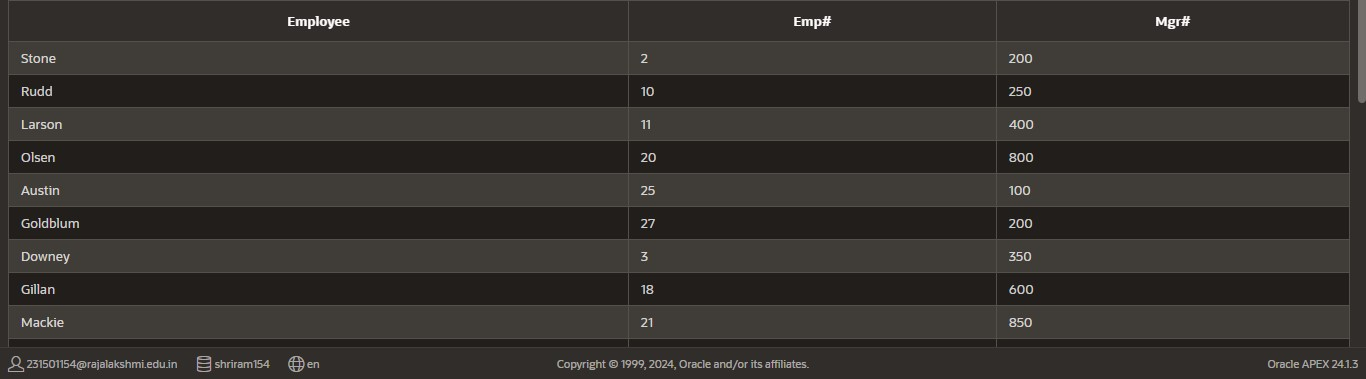 Employee Emp# Mgr#
Stone 2 200
Rudd 10 250
Larson 11 400
Olsen 20 800
Austin 25 100
Goldblum 27 200
Downey 3 350
Gillan 18 600
Mackie 21 850
231501154@rajalakshmi.edu.in shriram154 en Copyright © 1999, 2024, Oracle and/or its affiliates. Oracle APEX 24.1.3